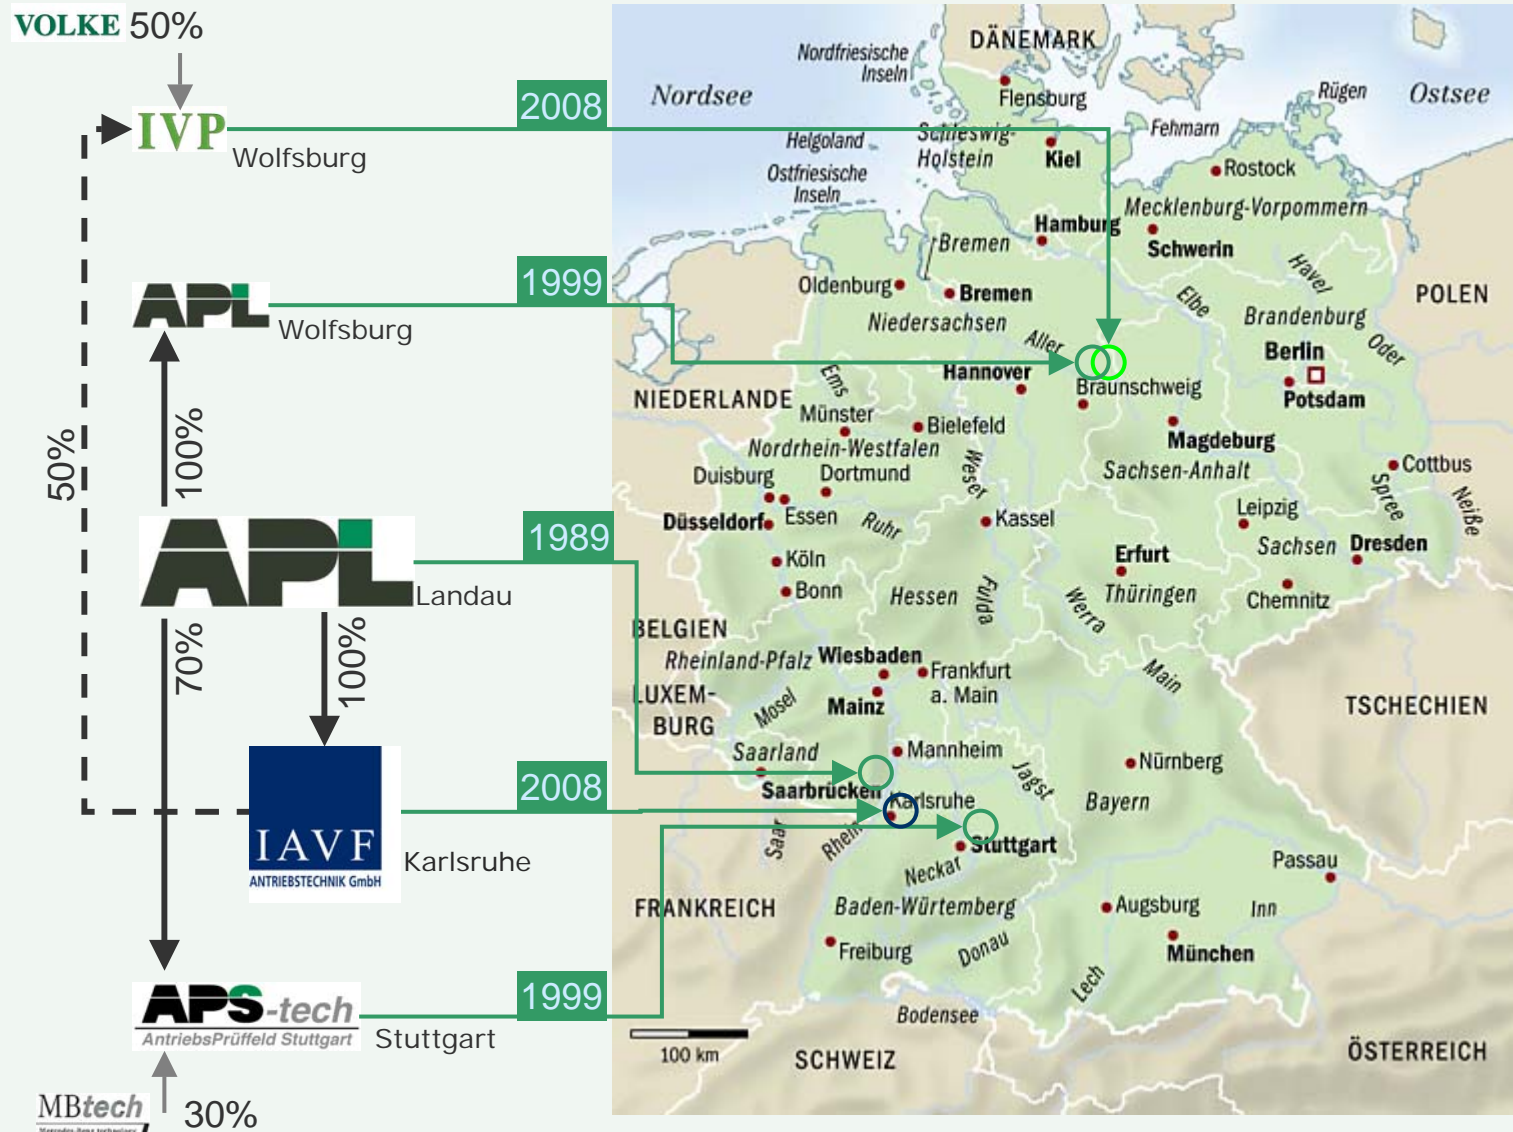 VOLKE 50%
IVP
Wolfsburg
2008
APL
Wolfsburg
1999
100%
50%
APL
Landau
1989
70%
100%
IAVF
ANTRIEBSTECHNIK GmbH
Karlsruhe
2008
APS-tech
AntriebsPrüffeld Stuttgart
Stuttgart
1999
MBtech
30%
DÄNEMARK
Nordfriesische
Inseln
Nordsee
Flensburg
Rügen
Ostsee
Helgoland
Schleswig-
Holstein
Kiel
Fehmarn
Ostfriesische
Inseln
Rostock
Mecklenburg-Vorpommern
Hamburg
Schwerin
Bremen
Havel
Oldenburg
Bremen
Elbe
POLEN
Niedersachsen
Aller
Brandenburg
Oder
Berlin
Ems
Hannover
Braunschweig
Potsdam
NIEDERLANDE
Münster
Bielefeld
Magdeburg
Nordrhein-Westfalen
Weser
Sachsen-Anhalt
Cottbus
Duisburg
Dortmund
Spree
Neiße
Düsseldorf
Essen
Ruhr
Kassel
Leipzig
Sachsen
Dresden
Köln
Erfurt
Bonn
Hessen
Fulda
Werra
Thüringen
Chemnitz
BELGIEN
Rheinland-Pfalz
Wiesbaden
Frankfurt
a. Main
Main
LUXEM-
BURG
Mosel
Mainz
TSCHECHIEN
Saarland
Mannheim
Jagst
Nürnberg
Saarbrücken
Karlsruhe
Bayern
Saar
Rhein
Stuttgart
Neckar
Passau
FRANKREICH
Baden-Würtemberg
Augsburg
Inn
Freiburg
Donau
Lech
München
Bodensee
100 km
SCHWEIZ
ÖSTERREICH